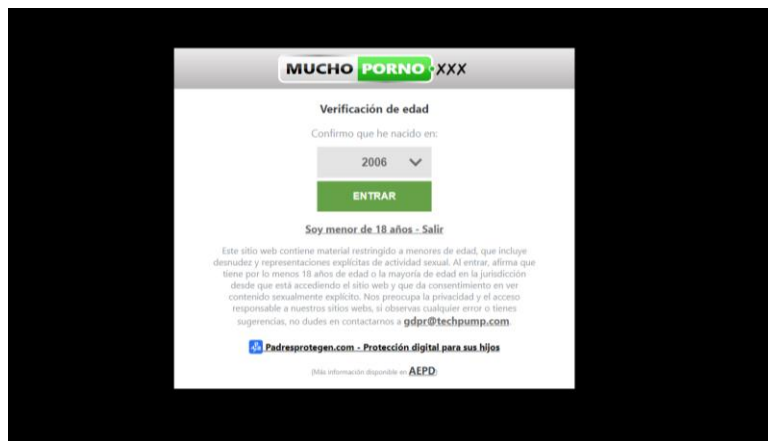 MUCHO PORNO.XXX
Verificación de edad
Confirmo que he nacido en:
2006
ENTRAR
Soy menor de 18 años - Salir
Este sitio web contiene material restringido a menores de edad, que incluye
desnudez y representaciones explícitas de actividad sexual. Al entrar, afirma que
tiene por lo menos 18 años de edad o la mayoría de edad en la jurisdicción
desde que está accediendo el sitio web y que da consentimiento en ver
contenido sexualmente explícito. Nos preocupa la privacidad y el acceso
responsable a nuestros sitios webs, si observas cualquier error o tienes
sugerencias, no dudes en contactarnos a gdpr@techpump.com.
Padresprotegen.com - Protección digital para sus hijos
(Más información disponible en AEPD)